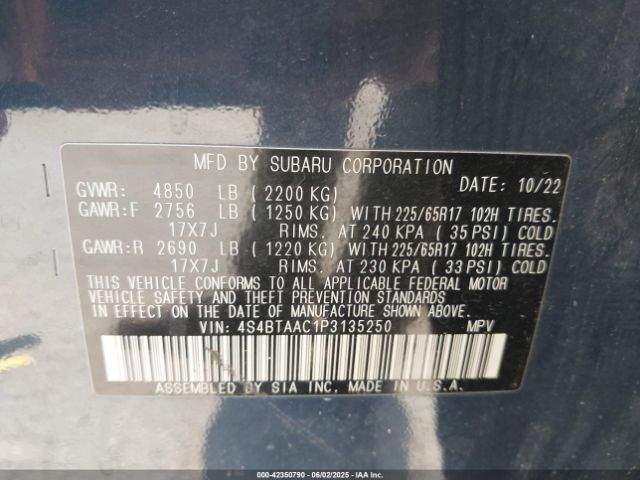 MFD BY SUBARU CORPORATION
DATE: 10/22
GVWR: 4850 LB ( 2200 KG)
GAWR:F 2756 LB ( 1250 KG) WITH 225/65R17 102H TIRES.
17X7J RIMS. AT 240 KPA ( 35 PSI) COLD
GAWR:R 2690 LB ( 1220 KG) WITH 225/65R17 102H TIRES.
17X7J RIMS. AT 230 KPA ( 33 PSI) COLD
THIS VEHICLE CONFORMS TO ALL APPLICABLE FEDERAL MOTOR
VEHICLE SAFETY AND THEFT PREVENTION STANDARDS
IN EFFECT ON THE DATE OF MANUFACTURE SHOWN ABOVE.
VIN: 4S4BTAAC1P3135250 MPV
ASSEMBLED BY SIA INC. MADE IN U.S.A.
000-42350790 - 06/02/2025 - IAA Inc.